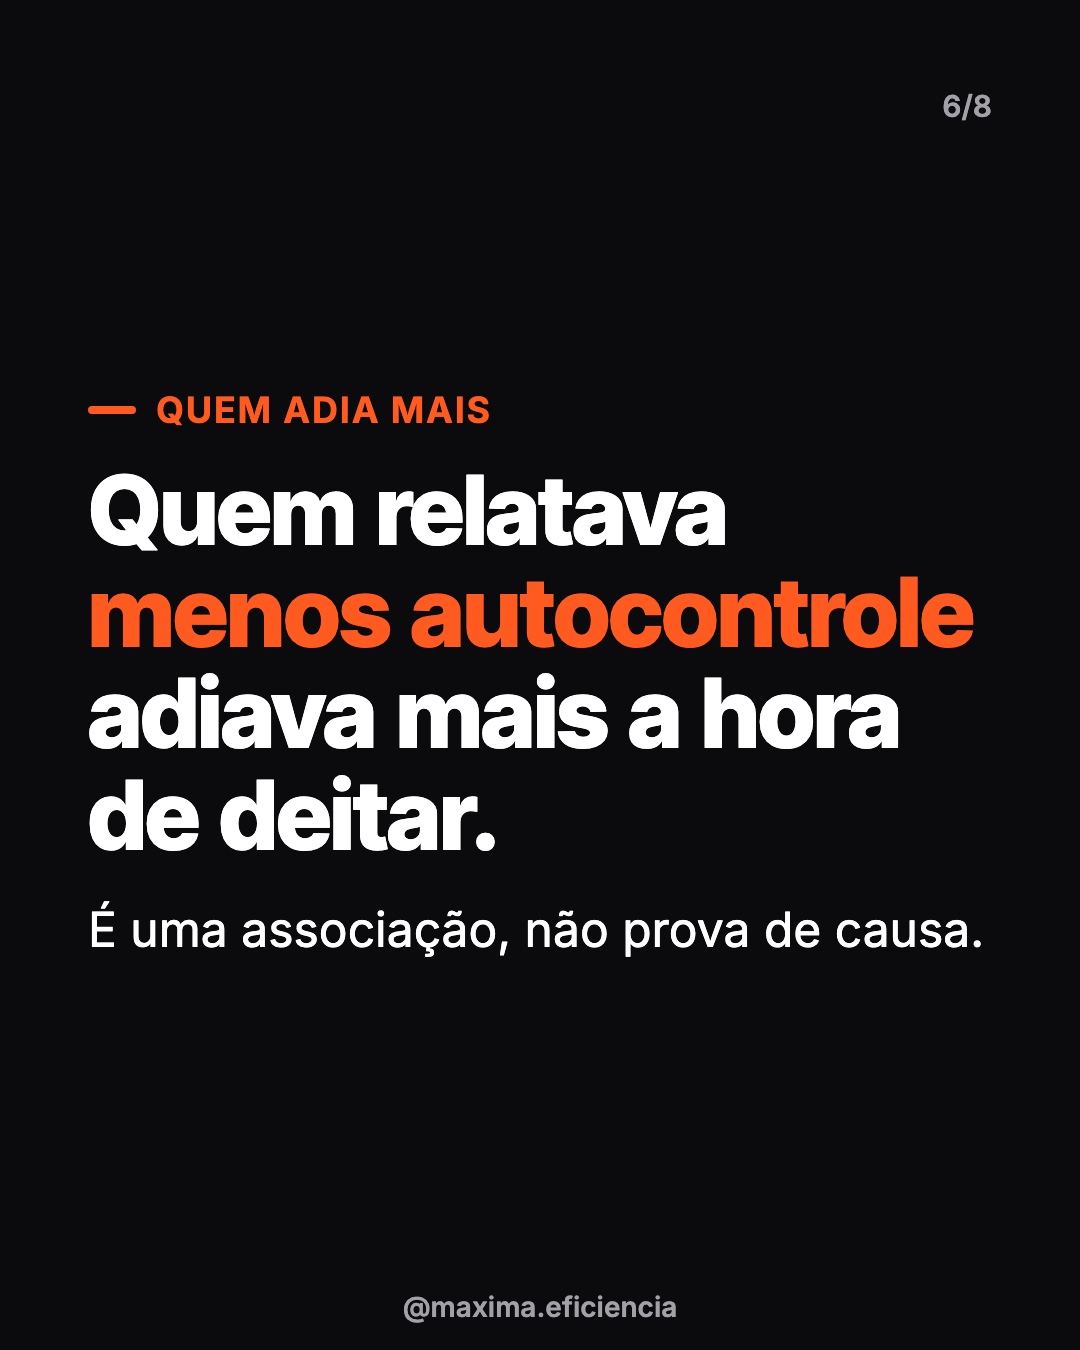 6/8
QUEM ADIA MAIS
Quem relatava
menos autocontrole
adiava mais a hora
de deitar.
É uma associação, não prova de causa.
@maxima.eficiencia